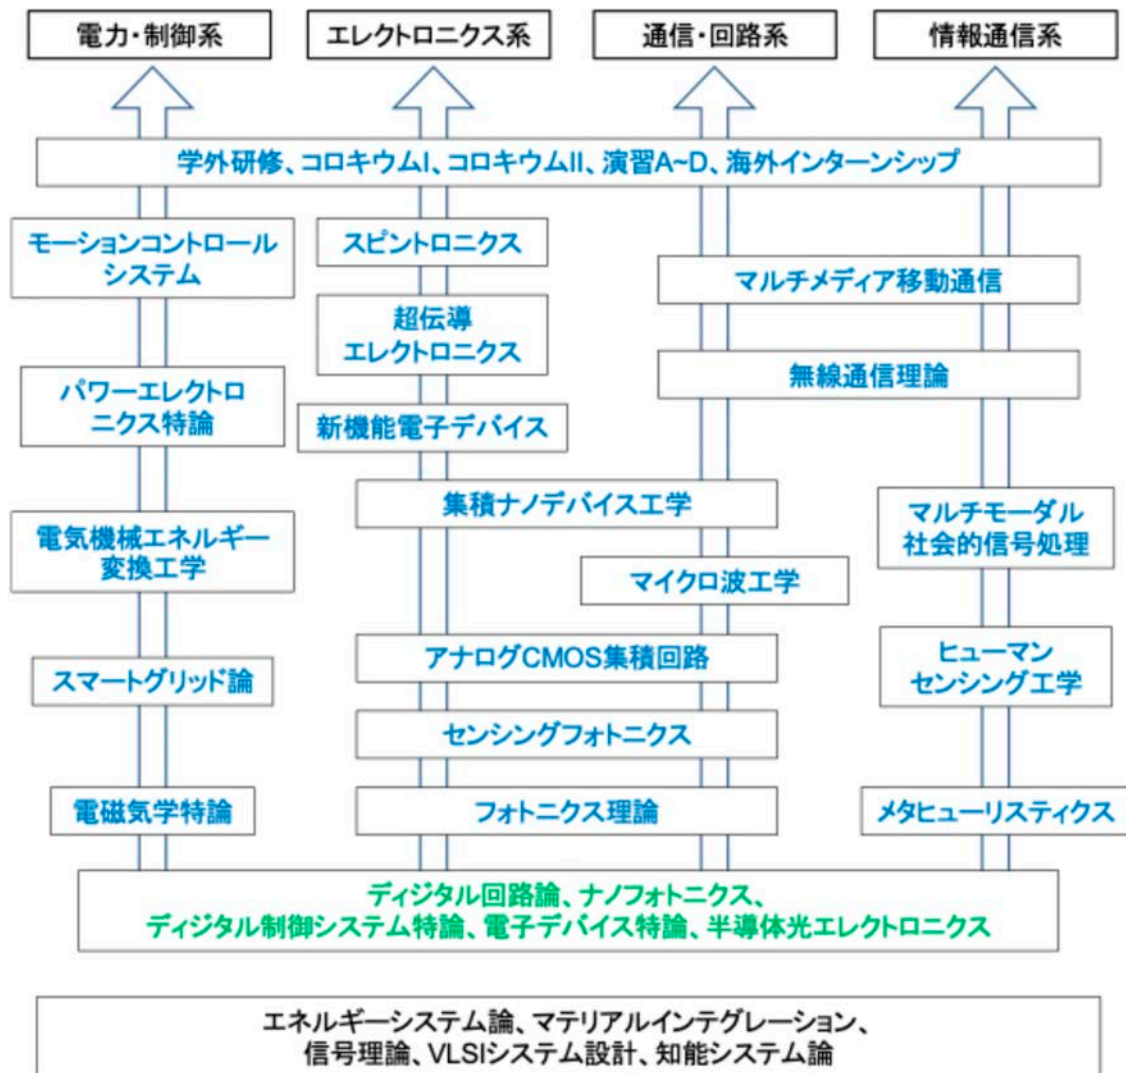 電力・制御系
エレクトロニクス系
通信・回路系
情報通信系
学外研修、コロキウムI、コロキウムII、演習A~D、海外インターンシップ
モーションコントロール
システム
スピントロニクス
マルチメディア移動通信
超伝導
エレクトロニクス
無線通信理論
パワーエレクトロ
ニクス特論
新機能電子デバイス
集積ナノデバイス工学
マルチモーダル
社会的信号処理
電気機械エネルギー
変換工学
マイクロ波工学
アナログCMOS集積回路
ヒューマン
センシング工学
スマートグリッド論
センシングフォトニクス
電磁気学特論
フォトニクス理論
メタヒューリスティクス
ディジタル回路論、ナノフォトニクス、
ディジタル制御システム特論、電子デバイス特論、半導体光エレクトロニクス
エネルギーシステム論、マテリアルインテグレーション、
信号理論、VLSIシステム設計、知能システム論